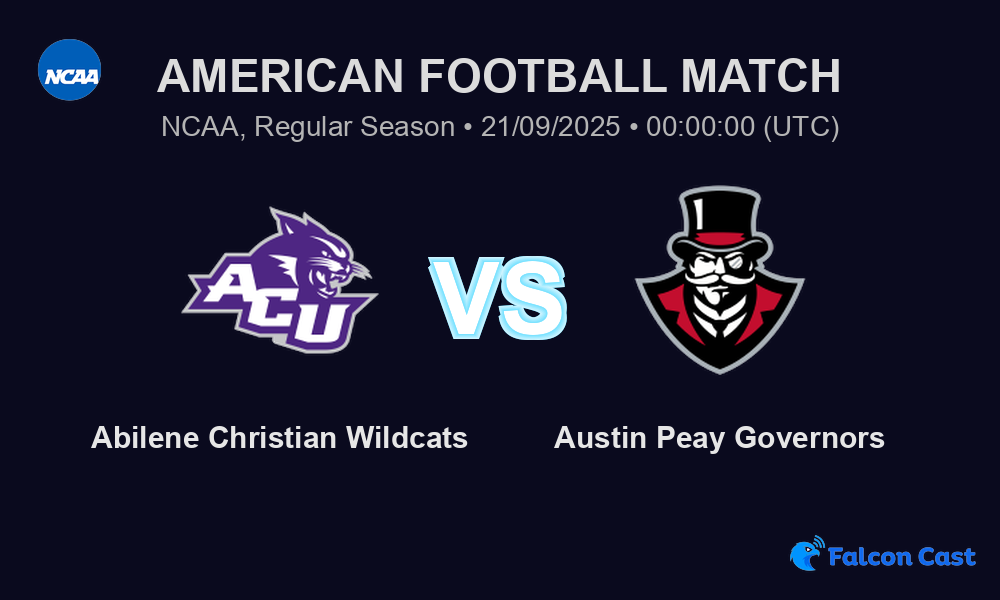 NCAA
AMERICAN FOOTBALL MATCH
NCAA, Regular Season • 21/09/2025 • 00:00:00 (UTC)
ACU
VS
Abilene Christian Wildcats
Austin Peay Governors
Falcon Cast